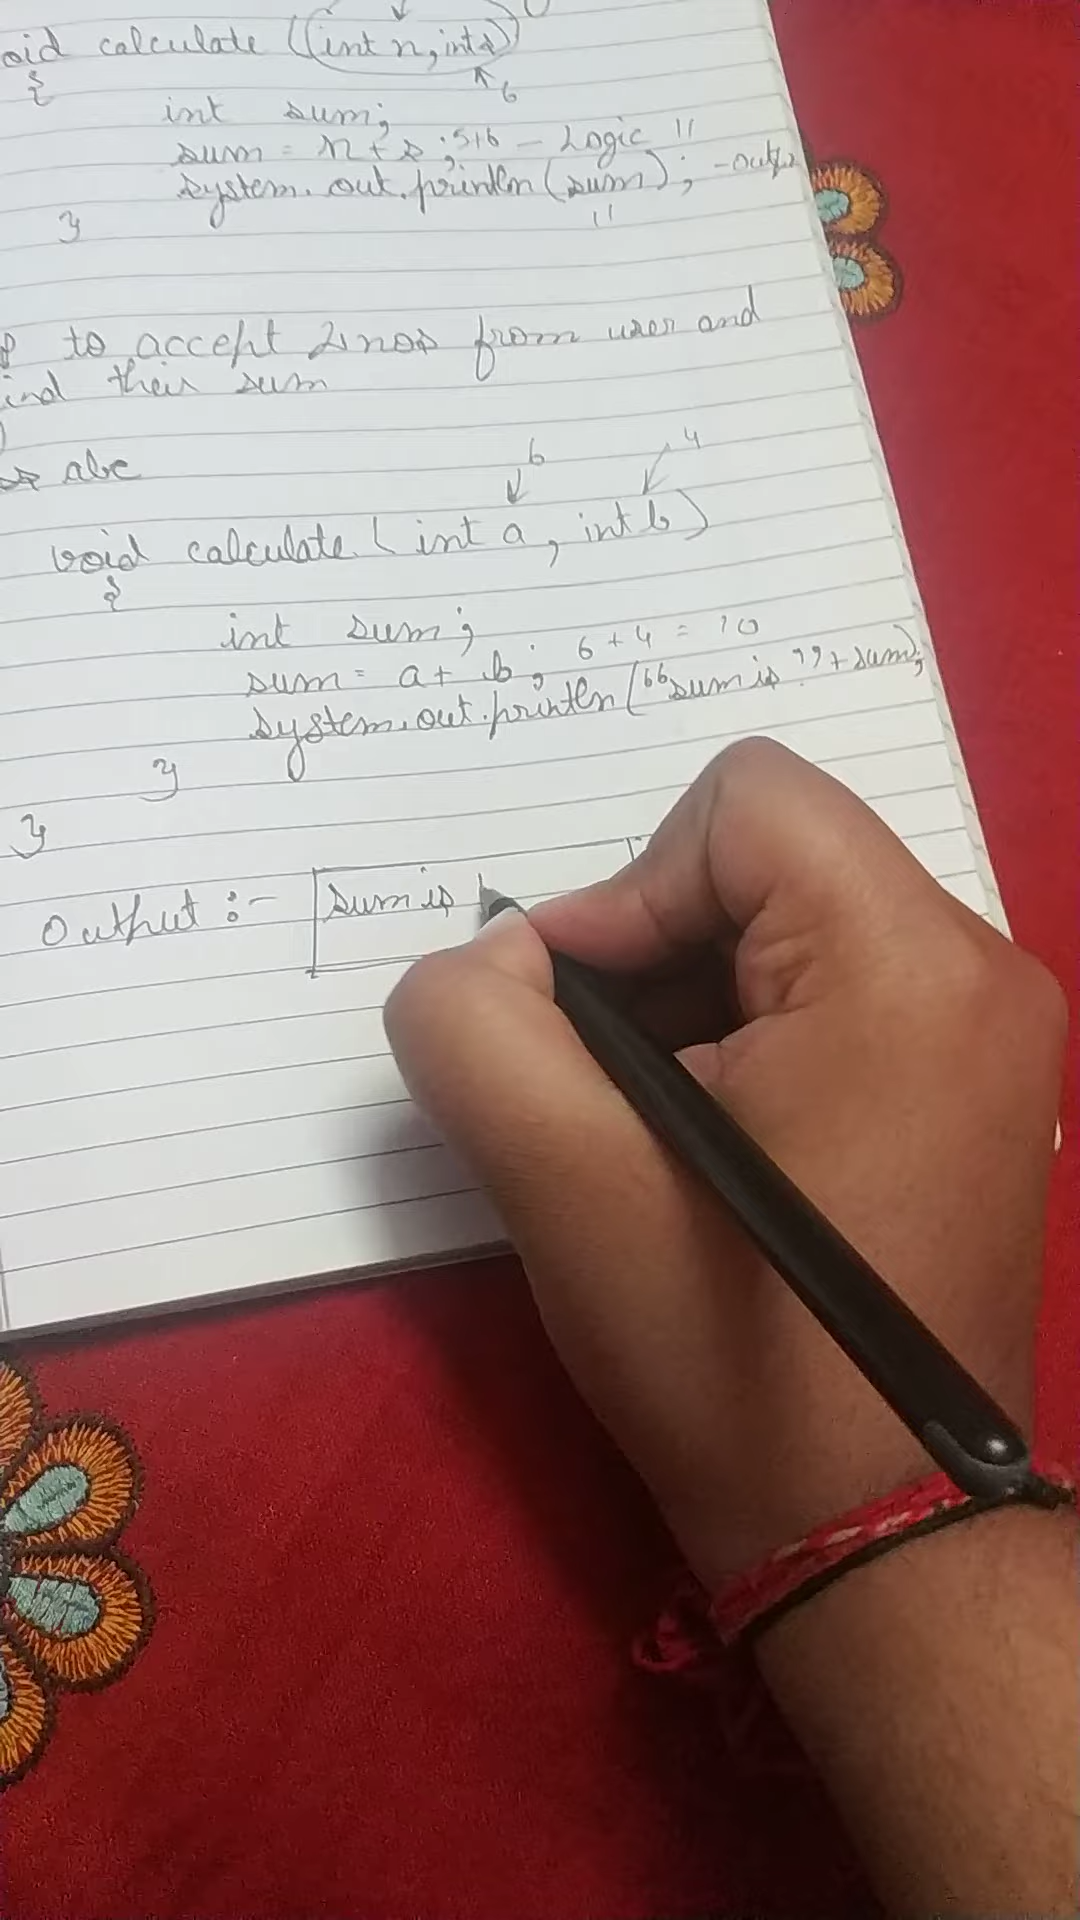 oid calculate (int n, int s)
{
6
int sum;
sum = n + s ; 5+6 - Logic 11
System.out.println (sum); -
11
}
to accept 2 nos from user and
ind their sum
abc
6 4
void calculate (int a, int b)
{
int sum;
sum = a + b ; 6 + 4 = 10
System.out.println (“sum is ”+ sum);
}
}
Output :- sum is